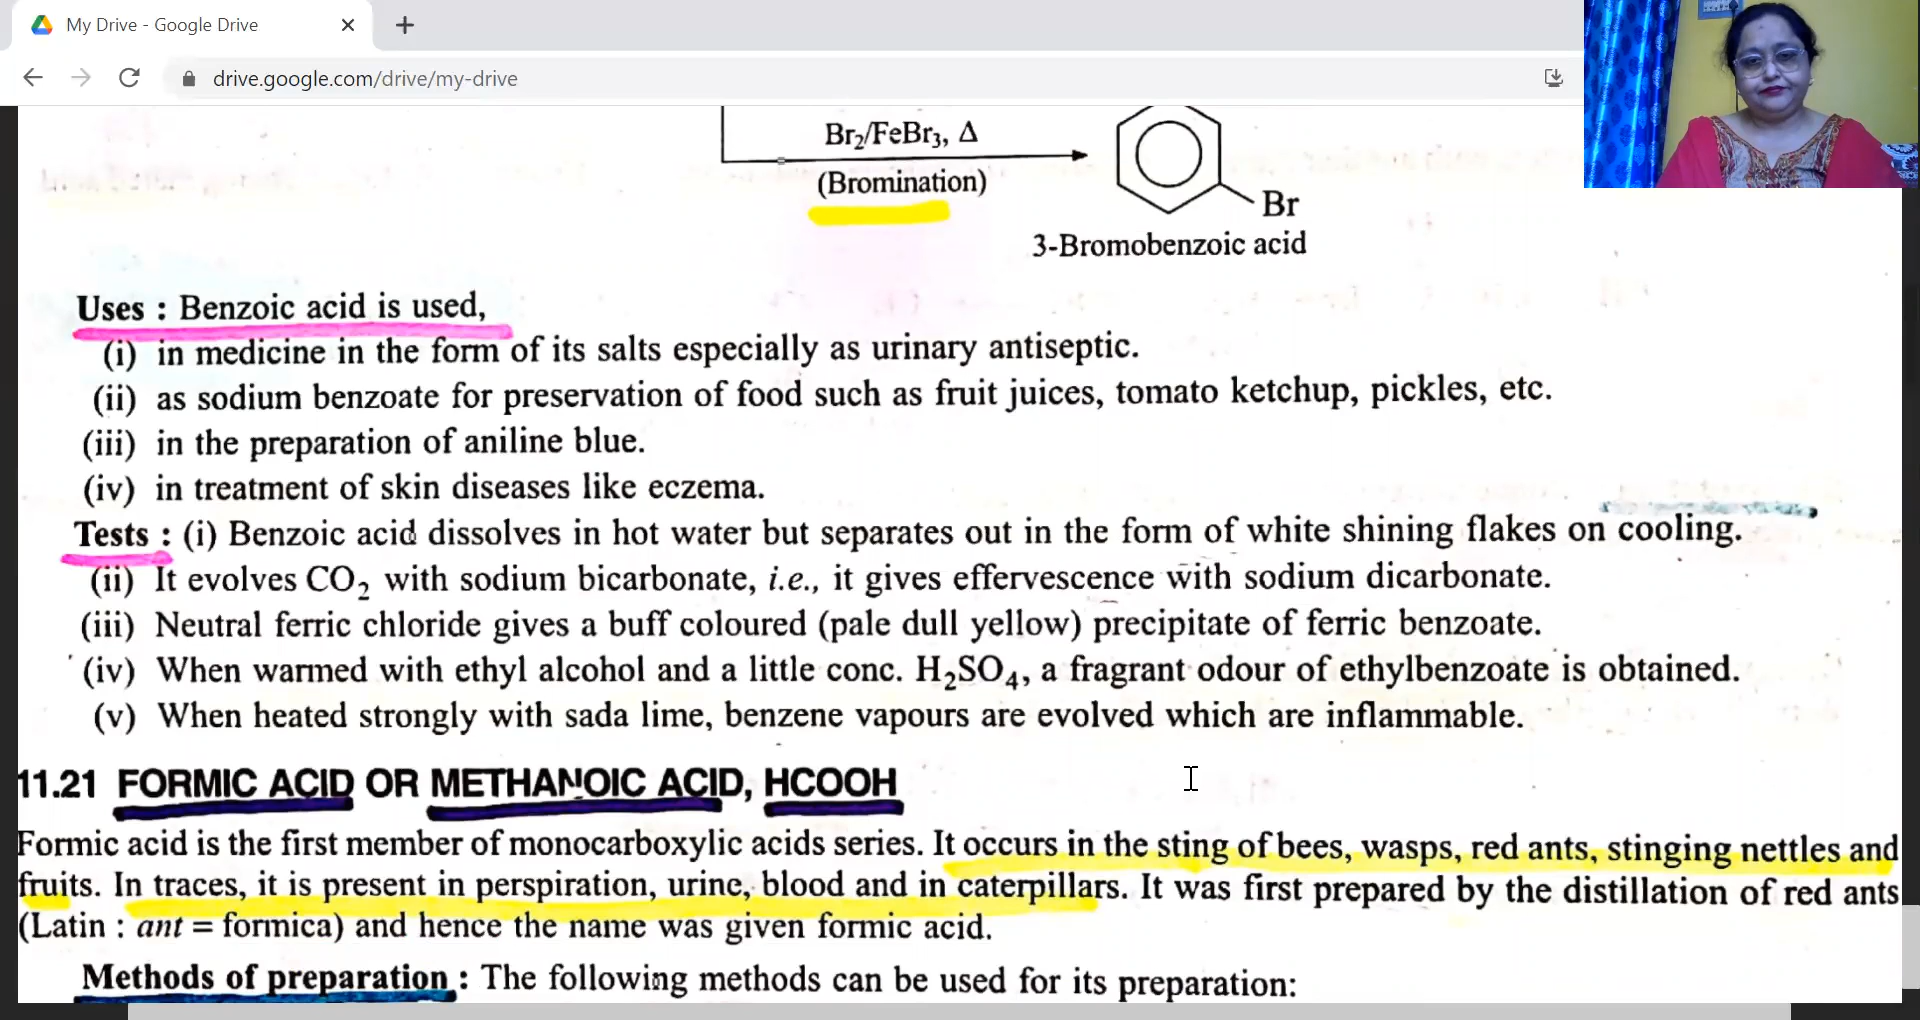 My Drive - Google Drive
drive.google.com/drive/my-drive
Br₂/FeBr₃, Δ
(Bromination)
Br
3-Bromobenzoic acid
Uses : Benzoic acid is used,
(i) in medicine in the form of its salts especially as urinary antiseptic.
(ii) as sodium benzoate for preservation of food such as fruit juices, tomato ketchup, pickles, etc.
(iii) in the preparation of aniline blue.
(iv) in treatment of skin diseases like eczema.
Tests : (i) Benzoic acid dissolves in hot water but separates out in the form of white shining flakes on cooling.
(ii) It evolves CO₂ with sodium bicarbonate, i.e., it gives effervescence with sodium dicarbonate.
(iii) Neutral ferric chloride gives a buff coloured (pale dull yellow) precipitate of ferric benzoate.
(iv) When warmed with ethyl alcohol and a little conc. H₂SO₄, a fragrant odour of ethylbenzoate is obtained.
(v) When heated strongly with sada lime, benzene vapours are evolved which are inflammable.
11.21 FORMIC ACID OR METHANOIC ACID, HCOOH
Formic acid is the first member of monocarboxylic acids series. It occurs in the sting of bees, wasps, red ants, stinging nettles and
fruits. In traces, it is present in perspiration, urine, blood and in caterpillars. It was first prepared by the distillation of red ants
(Latin : ant = formica) and hence the name was given formic acid.
Methods of preparation : The following methods can be used for its preparation: